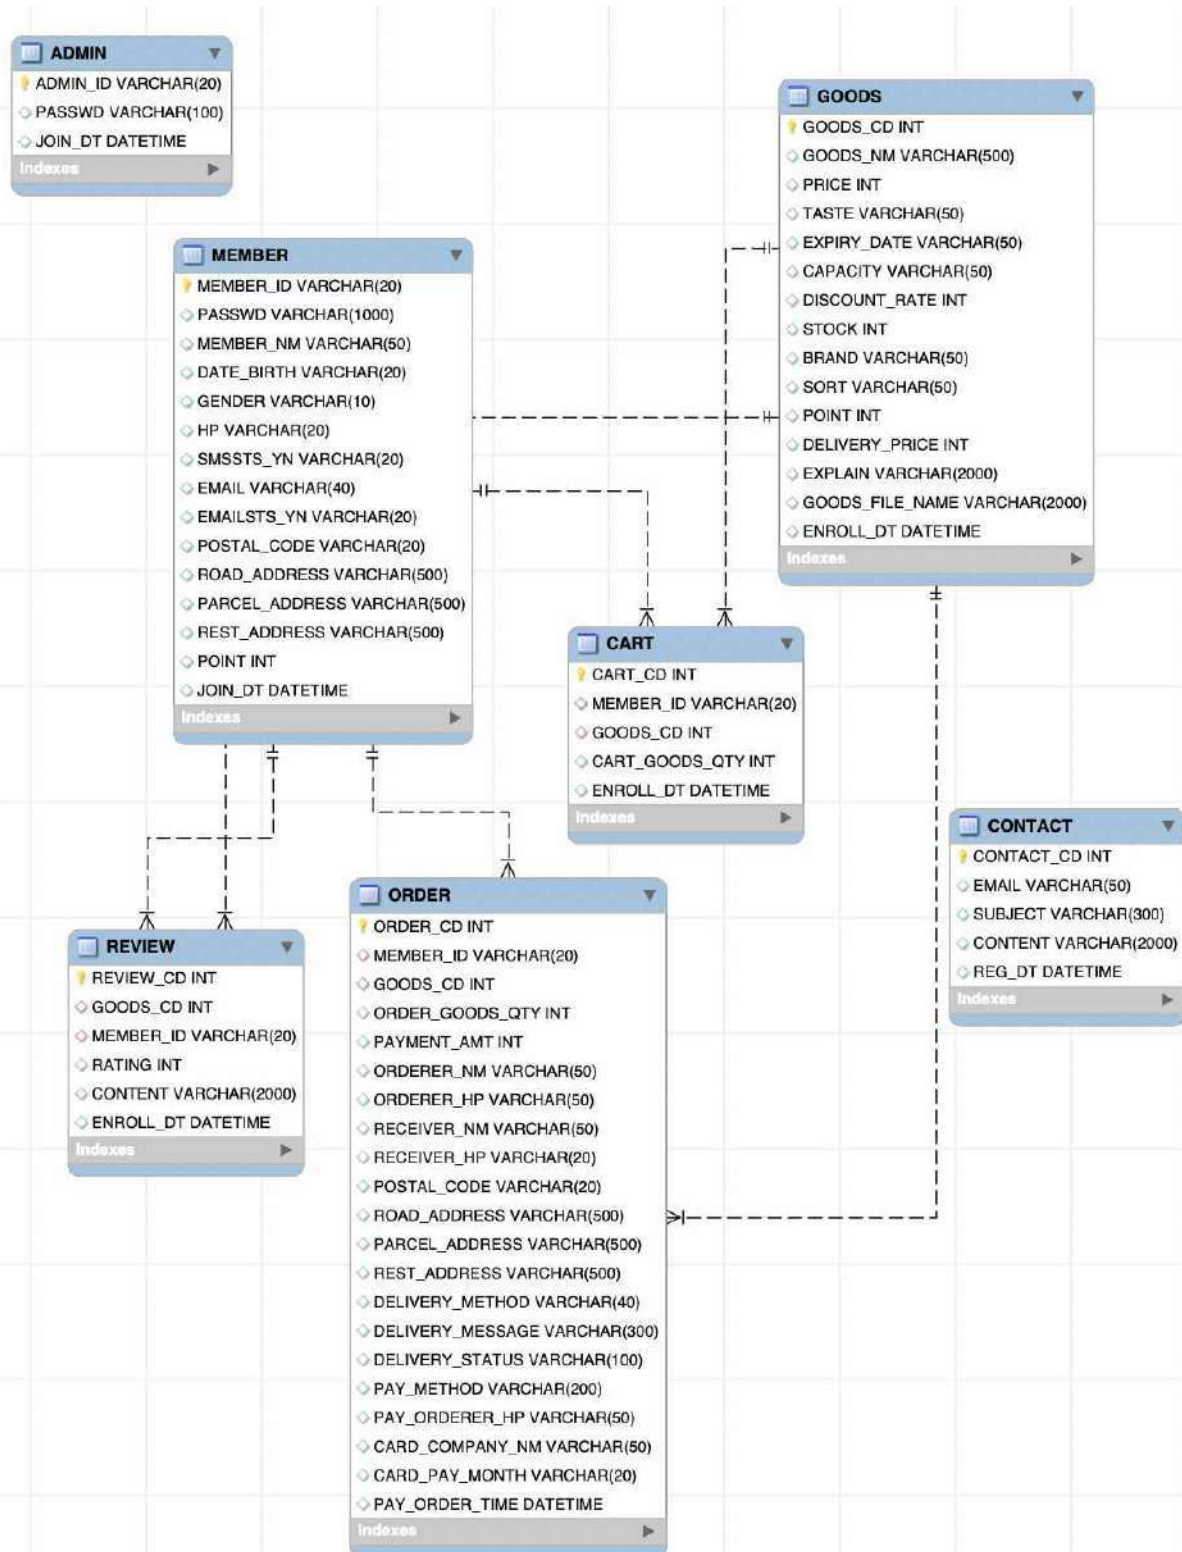 ADMIN
ADMIN_ID VARCHAR(20)
PASSWD VARCHAR(100)
JOIN_DT DATETIME
Indexes
GOODS
GOODS_CD INT
GOODS_NM VARCHAR(500)
PRICE INT
TASTE VARCHAR(50)
EXPIRY_DATE VARCHAR(50)
CAPACITY VARCHAR(50)
DISCOUNT_RATE INT
STOCK INT
BRAND VARCHAR(50)
SORT VARCHAR(50)
POINT INT
DELIVERY_PRICE INT
EXPLAIN VARCHAR(2000)
GOODS_FILE_NAME VARCHAR(2000)
ENROLL_DT DATETIME
Indexes
MEMBER
MEMBER_ID VARCHAR(20)
PASSWD VARCHAR(1000)
MEMBER_NM VARCHAR(50)
DATE_BIRTH VARCHAR(20)
GENDER VARCHAR(10)
HP VARCHAR(20)
SMSSTS_YN VARCHAR(20)
EMAIL VARCHAR(40)
EMAILSTS_YN VARCHAR(20)
POSTAL_CODE VARCHAR(20)
ROAD_ADDRESS VARCHAR(500)
PARCEL_ADDRESS VARCHAR(500)
REST_ADDRESS VARCHAR(500)
POINT INT
JOIN_DT DATETIME
Indexes
CART
CART_CD INT
MEMBER_ID VARCHAR(20)
GOODS_CD INT
CART_GOODS_QTY INT
ENROLL_DT DATETIME
Indexes
CONTACT
CONTACT_CD INT
EMAIL VARCHAR(50)
SUBJECT VARCHAR(300)
CONTENT VARCHAR(2000)
REG_DT DATETIME
Indexes
REVIEW
REVIEW_CD INT
GOODS_CD INT
MEMBER_ID VARCHAR(20)
RATING INT
CONTENT VARCHAR(2000)
ENROLL_DT DATETIME
Indexes
ORDER
ORDER_CD INT
MEMBER_ID VARCHAR(20)
GOODS_CD INT
ORDER_GOODS_QTY INT
PAYMENT_AMT INT
ORDERER_NM VARCHAR(50)
ORDERER_HP VARCHAR(50)
RECEIVER_NM VARCHAR(50)
RECEIVER_HP VARCHAR(20)
POSTAL_CODE VARCHAR(20)
ROAD_ADDRESS VARCHAR(500)
PARCEL_ADDRESS VARCHAR(500)
REST_ADDRESS VARCHAR(500)
DELIVERY_METHOD VARCHAR(40)
DELIVERY_MESSAGE VARCHAR(300)
DELIVERY_STATUS VARCHAR(100)
PAY_METHOD VARCHAR(200)
PAY_ORDERER_HP VARCHAR(50)
CARD_COMPANY_NM VARCHAR(50)
CARD_PAY_MONTH VARCHAR(20)
PAY_ORDER_TIME DATETIME
Indexes